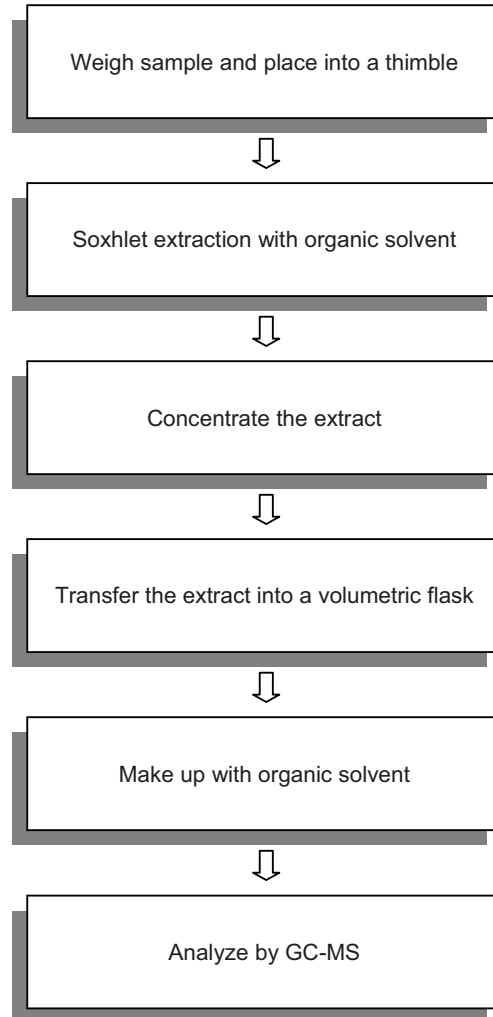 Weigh sample and place into a thimble
Soxhlet extraction with organic solvent
Concentrate the extract
Transfer the extract into a volumetric flask
Make up with organic solvent
Analyze by GC-MS